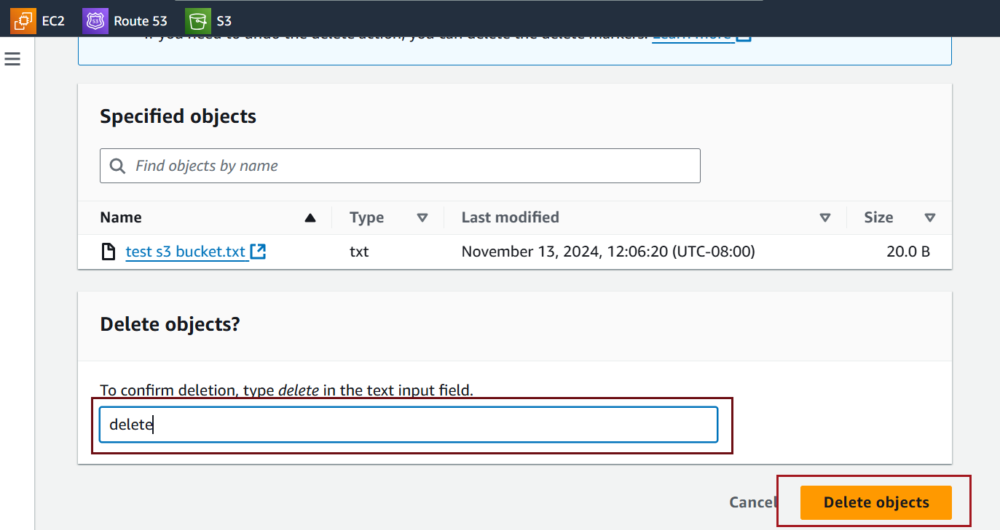 EC2 Route 53 S3
If you need to undo the delete action, you can delete the delete markers. Learn more
Specified objects
Find objects by name
Name Type Last modified Size
test s3 bucket.txt txt November 13, 2024, 12:06:20 (UTC-08:00) 20.0 B
Delete objects?
To confirm deletion, type delete in the text input field.
delete
Cancel Delete objects